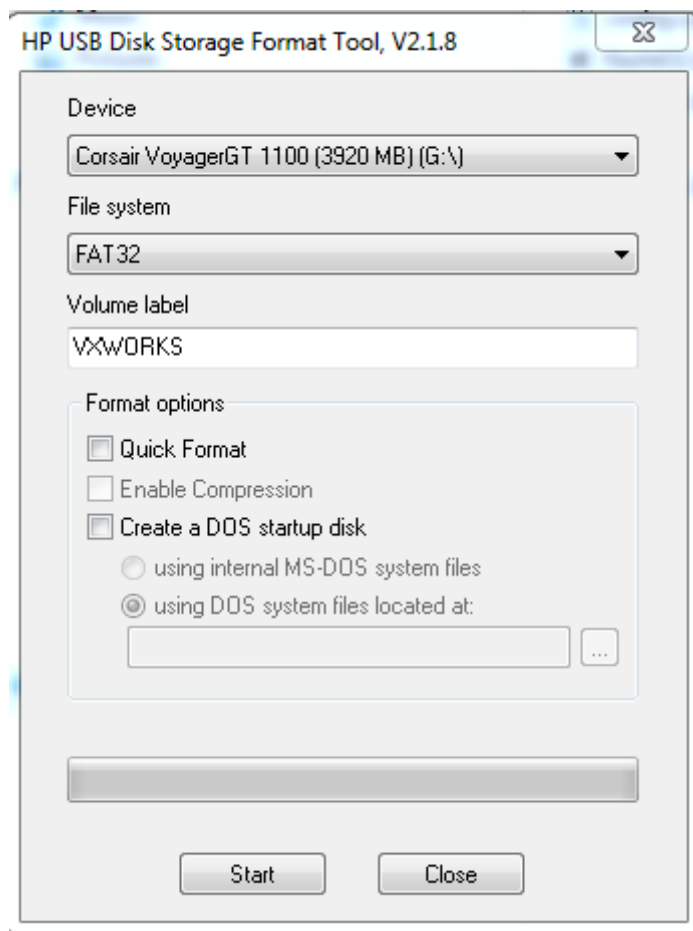 HP USB Disk Storage Format Tool, V2.1.8
Device
Corsair VoyagerGT 1100 (3920 MB) (G:\)
File system
FAT32
Volume label
VXWORKS
Format options
Quick Format
Enable Compression
Create a DOS startup disk
using internal MS-DOS system files
using DOS system files located at:
...
Start Close